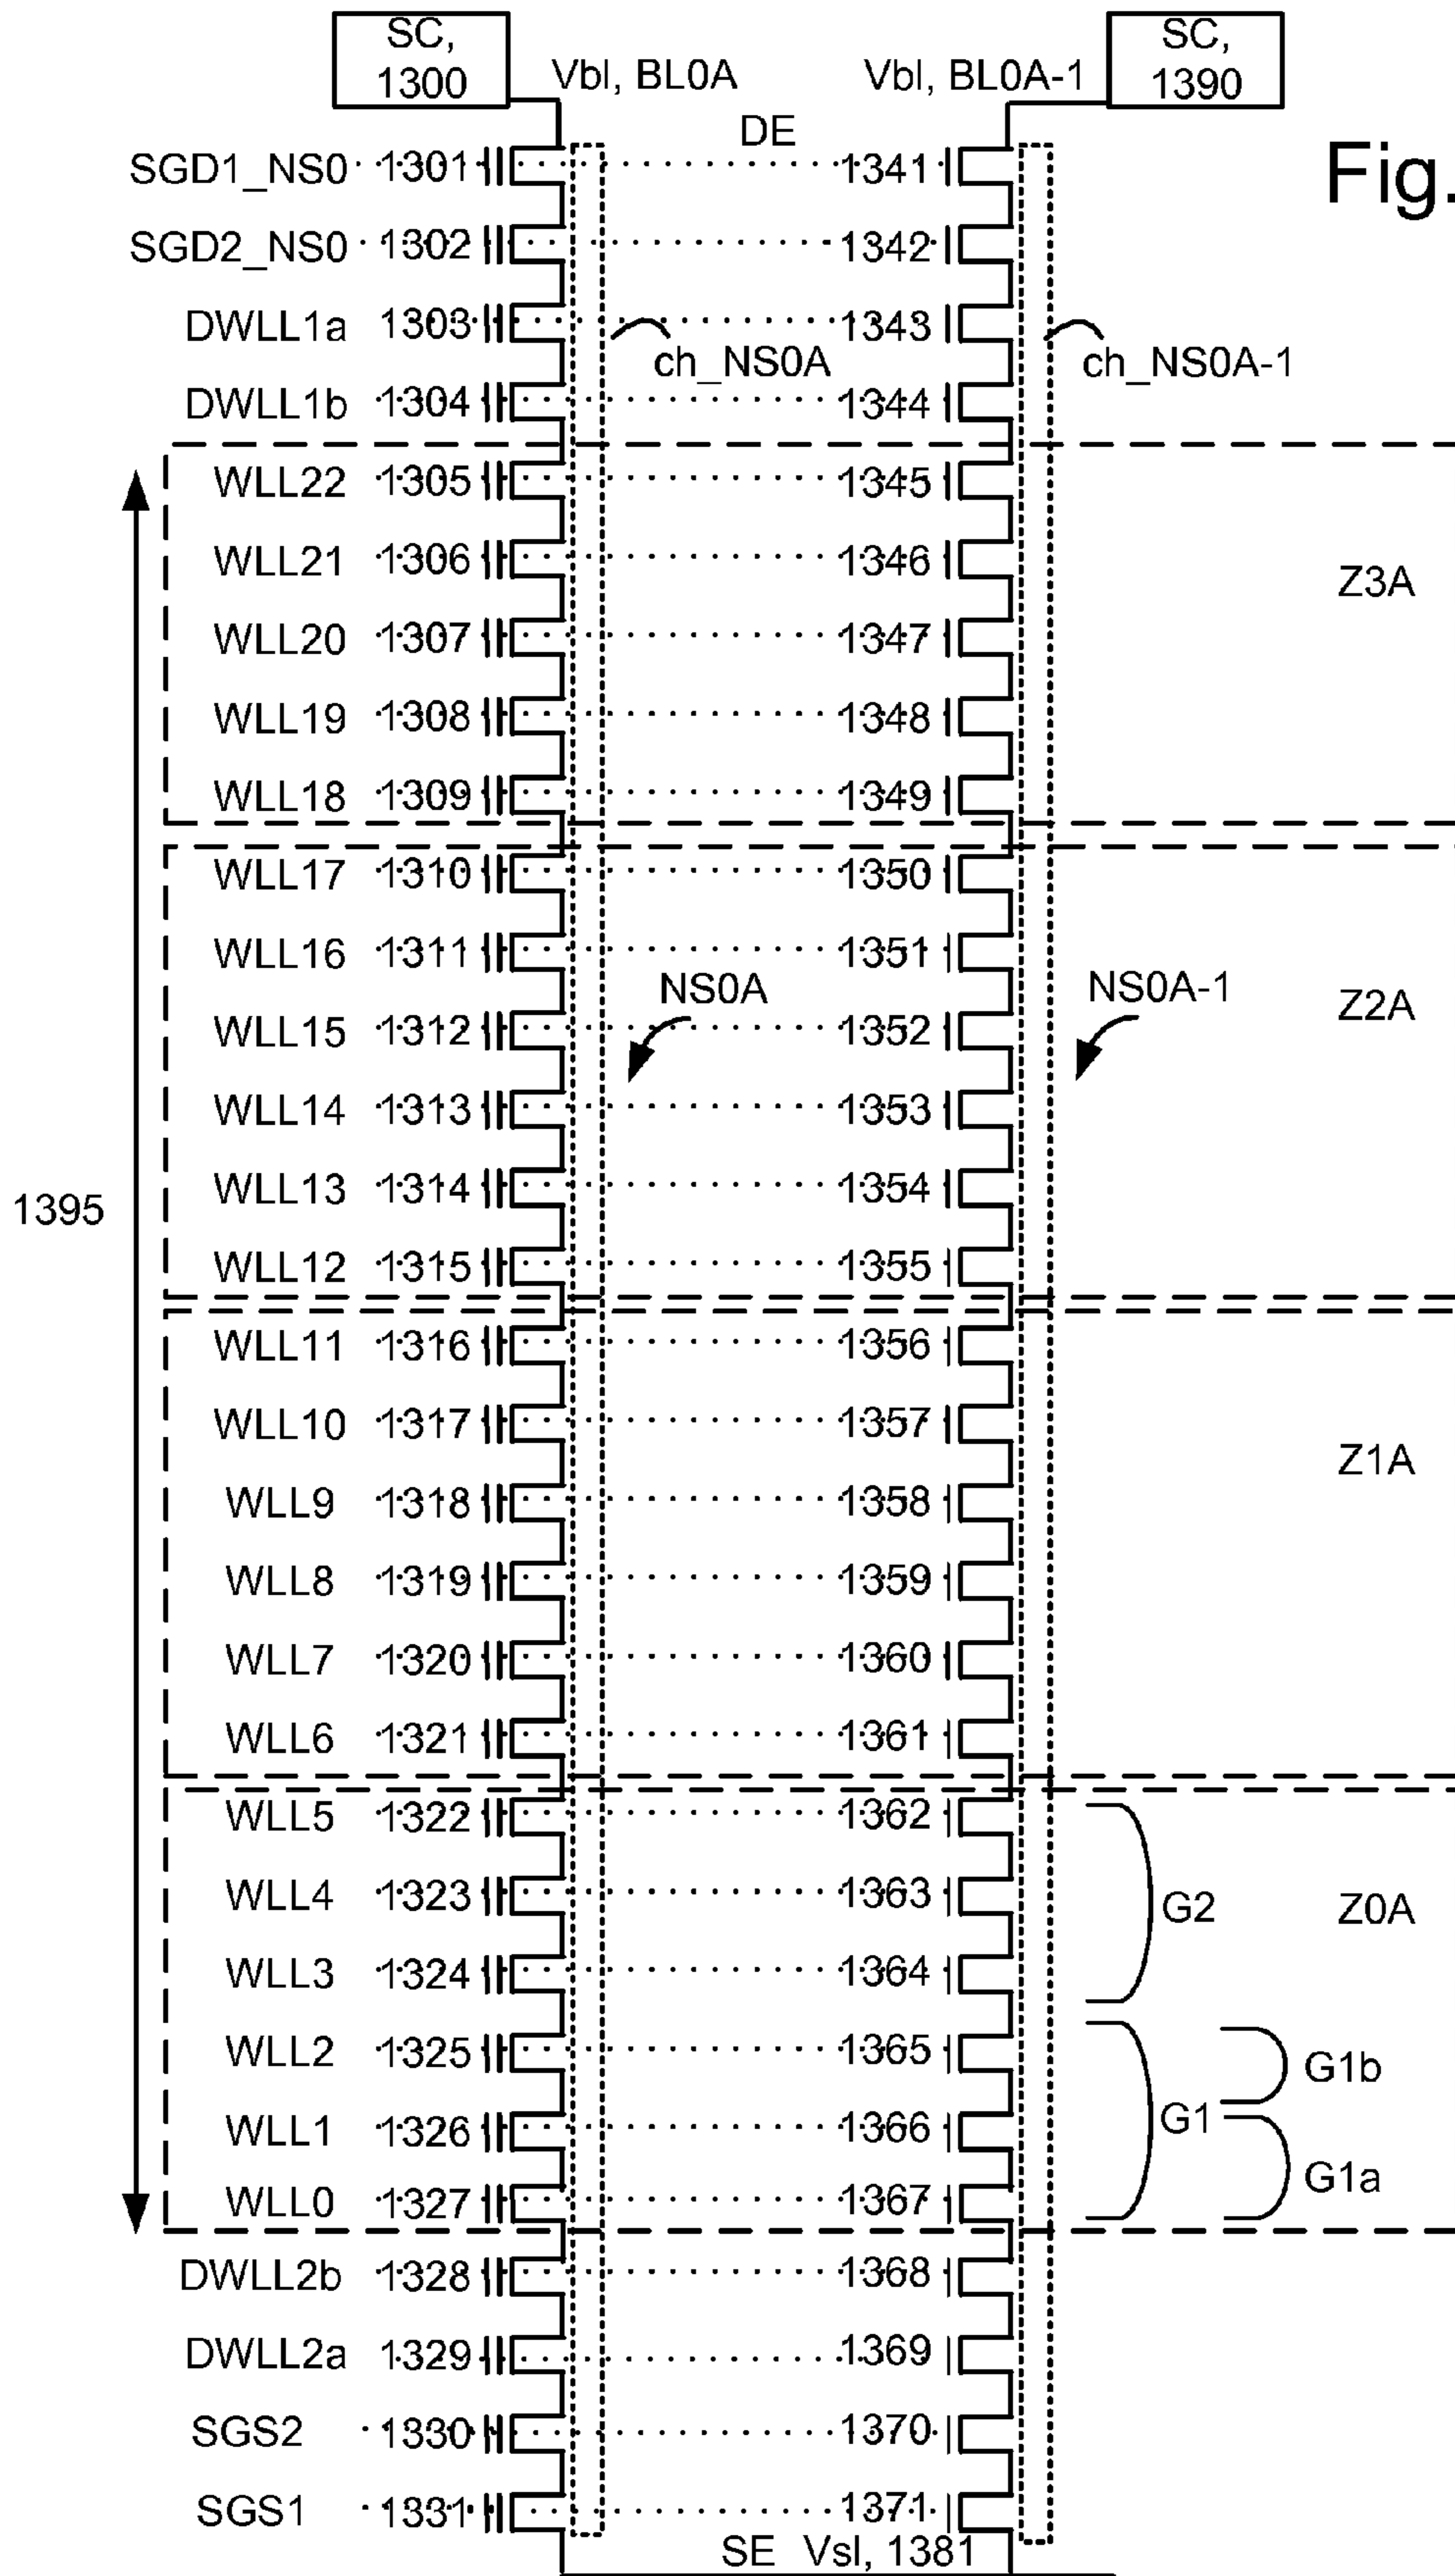 SC, 1300
Vbl, BL0A
Vbl, BL0A-1
SC, 1390
DE
Fig.
SGD1_NS0 1301 1341
SGD2_NS0 1302 1342
DWLL1a 1303 1343
ch_NS0A
ch_NS0A-1
DWLL1b 1304 1344
WLL22 1305 1345
WLL21 1306 1346
Z3A
WLL20 1307 1347
WLL19 1308 1348
WLL18 1309 1349
WLL17 1310 1350
WLL16 1311 1351
NS0A
NS0A-1
Z2A
WLL15 1312 1352
WLL14 1313 1353
WLL13 1314 1354
1395
WLL12 1315 1355
WLL11 1316 1356
WLL10 1317 1357
Z1A
WLL9 1318 1358
WLL8 1319 1359
WLL7 1320 1360
WLL6 1321 1361
WLL5 1322 1362
WLL4 1323 1363
G2
Z0A
WLL3 1324 1364
WLL2 1325 1365
G1b
WLL1 1326 1366
G1
G1a
WLL0 1327 1367
DWLL2b 1328 1368
DWLL2a 1329 1369
SGS2 1330 1370
SGS1 1331 1371
SE Vsl, 1381